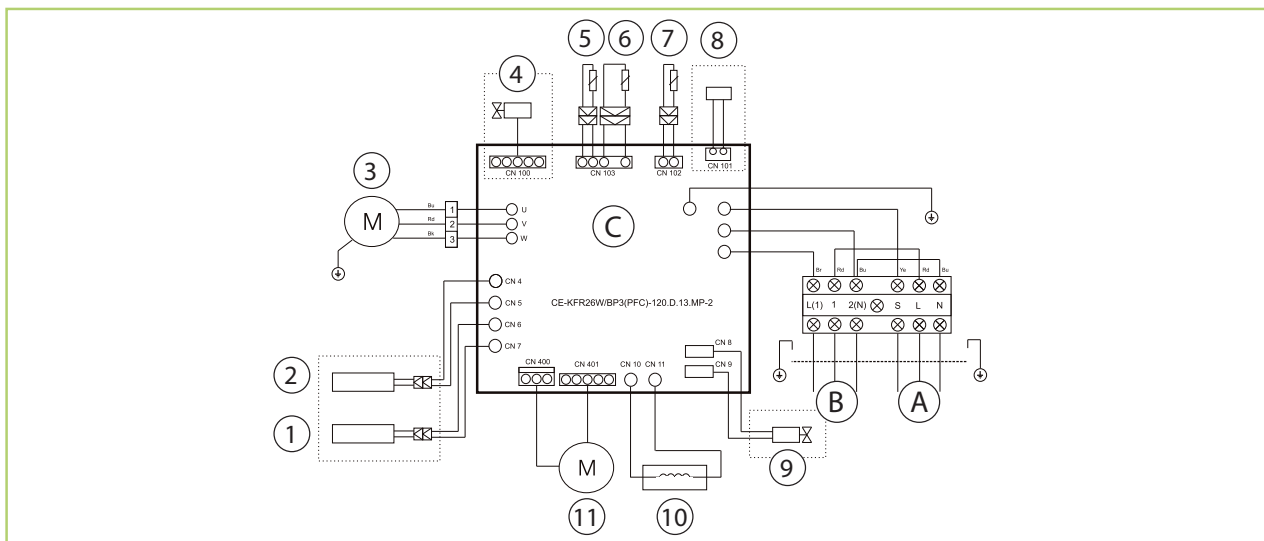 5 6 7 8
4
CN 100 CN 103 CN 102 CN 101
3
M
Bu 1 U
Rd 2 V
Bk 3 W
C
CN 4
CN 5
CN 6
CN 7
CE-KFR26W/BP3(PFC)-120.D.13.MP-2
Br Rd Bu Ye Rd Bu
L(1) 1 2(N) S L N
CN 8
CN 9
CN 400 CN 401 CN 10 CN 11
2
1
B A
M
9
11 10